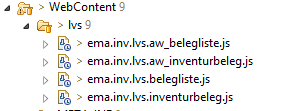 > WebContent 9
> lvs 9
> ema.inv.lvs.aw_belegliste.js
> ema.inv.lvs.aw_inventurbeleg.js
> ema.inv.lvs.belegliste.js
> ema.inv.lvs.inventurbeleg.js